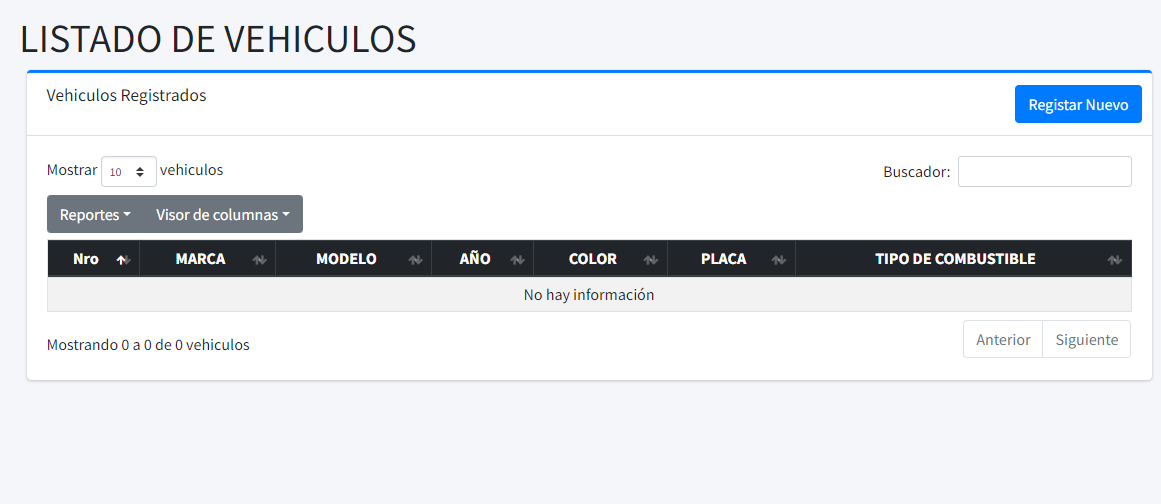 LISTADO DE VEHICULOS
Vehiculos Registrados
Registar Nuevo
Mostrar 10 vehiculos
Buscador:
Reportes Visor de columnas
Nro MARCA MODELO AÑO COLOR PLACA TIPO DE COMBUSTIBLE
No hay información
Mostrando 0 a 0 de 0 vehiculos
Anterior Siguiente